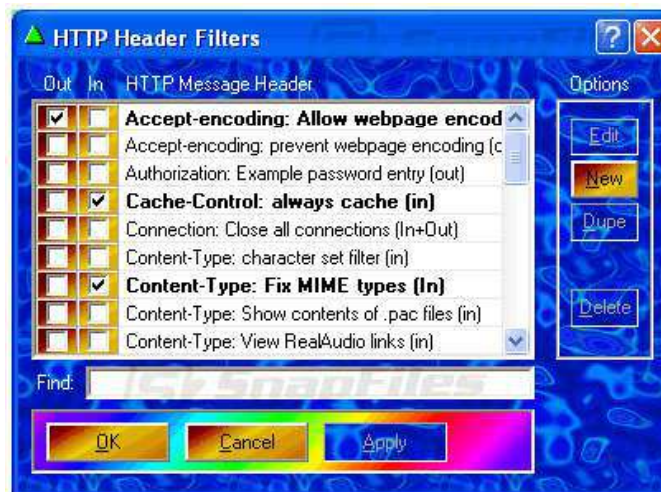 HTTP Header Filters
Out In HTTP Message Header Options
Accept-encoding: Allow webpage encod
Accept-encoding: prevent webpage encoding (c
Authorization: Example password entry (out)
Cache-Control: always cache (in)
Connection: Close all connections (In+Out)
Content-Type: character set filter (in)
Content-Type: Fix MIME types (In)
Content-Type: Show contents of .pac files (in)
Content-Type: View RealAudio links (in)
Edit
New
Dupe
Delete
Find:
SnapFiles
OK Cancel Apply